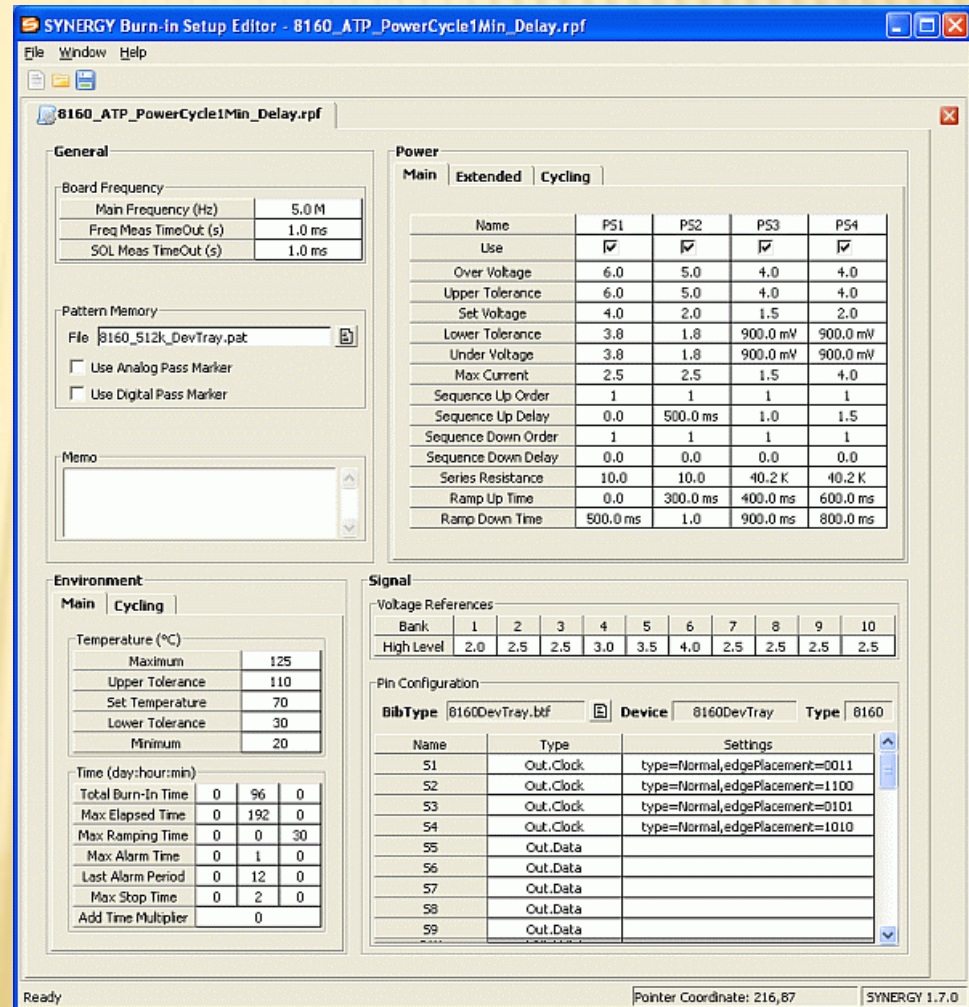 SYNERGY Burn-in Setup Editor - 8160_ATP_PowerCycle1Min_Delay.rpf
File Window Help
8160_ATP_PowerCycle1Min_Delay.rpf
General
Board Frequency
Main Frequency (Hz) 5.0 M
Freq Meas TimeOut (s) 1.0 ms
SOL Meas TimeOut (s) 1.0 ms
Pattern Memory
File 8160_512k_DevTray.pat
Use Analog Pass Marker
Use Digital Pass Marker
Memo
Power
Main Extended Cycling
Name PS1 PS2 PS3 PS4
Use
Over Voltage 6.0 5.0 4.0 4.0
Upper Tolerance 6.0 5.0 4.0 4.0
Set Voltage 4.0 2.0 1.5 2.0
Lower Tolerance 3.8 1.8 900.0 mV 900.0 mV
Under Voltage 3.8 1.8 900.0 mV 900.0 mV
Max Current 2.5 2.5 1.5 4.0
Sequence Up Order 1 1 1 1
Sequence Up Delay 0.0 500.0 ms 1.0 1.5
Sequence Down Order 1 1 1 1
Sequence Down Delay 0.0 0.0 0.0 0.0
Series Resistance 10.0 10.0 40.2 K 40.2 K
Ramp Up Time 0.0 300.0 ms 400.0 ms 600.0 ms
Ramp Down Time 500.0 ms 1.0 900.0 ms 800.0 ms
Environment
Main Cycling
Temperature (°C)
Maximum 125
Upper Tolerance 110
Set Temperature 70
Lower Tolerance 30
Minimum 20
Time (day:hour:min)
Total Burn-In Time 0 96 0
Max Elapsed Time 0 192 0
Max Ramping Time 0 0 30
Max Alarm Time 0 1 0
Last Alarm Period 0 12 0
Max Stop Time 0 2 0
Add Time Multiplier 0
Signal
Voltage References
Bank 1 2 3 4 5 6 7 8 9 10
High Level 2.0 2.5 2.5 3.0 3.5 4.0 2.5 2.5 2.5 2.5
Pin Configuration
BibType 8160DevTray.btf Device 8160DevTray Type 8160
Name Type Settings
S1 Out.Clock type=Normal,edgePlacement=0011
S2 Out.Clock type=Normal,edgePlacement=1100
S3 Out.Clock type=Normal,edgePlacement=0101
S4 Out.Clock type=Normal,edgePlacement=1010
S5 Out.Data
S6 Out.Data
S7 Out.Data
S8 Out.Data
S9 Out.Data
Ready Pointer Coordinate: 216,87 SYNERGY 1.7.0